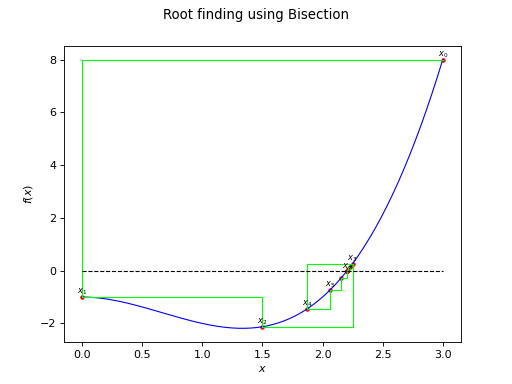 Root finding using Bisection
8
6
4
2
0
−2
f(x)
x₀
x₁
x₂
x₃
x₄
x₅
0.0 0.5 1.0 1.5 2.0 2.5 3.0
x